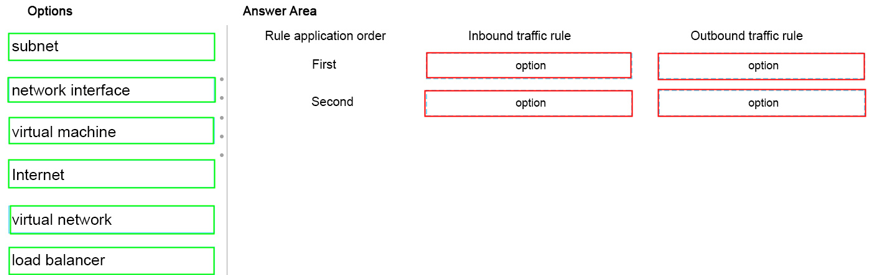 Options
Answer Area
subnet
network interface
virtual machine
Internet
virtual network
load balancer
Rule application order
Inbound traffic rule
Outbound traffic rule
First
option
option
Second
option
option